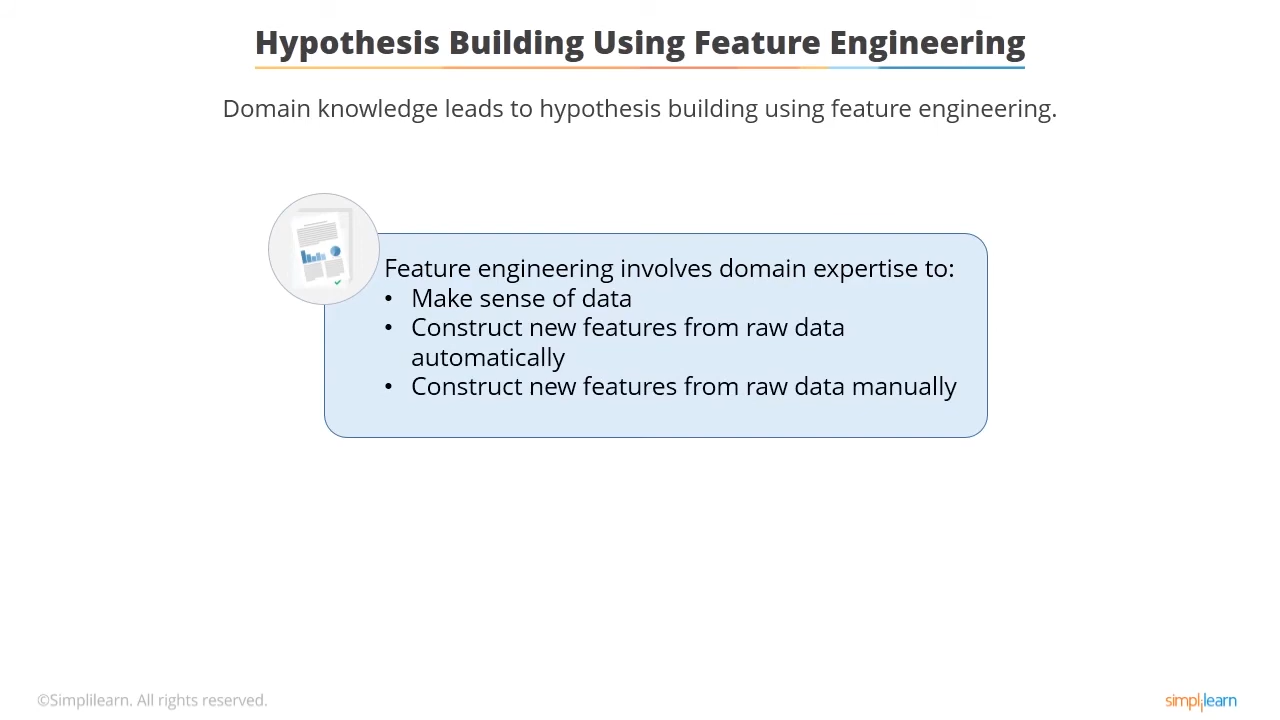 Hypothesis Building Using Feature Engineering
Domain knowledge leads to hypothesis building using feature engineering.
Feature engineering involves domain expertise to:
• Make sense of data
• Construct new features from raw data
automatically
• Construct new features from raw data manually
©Simplilearn. All rights reserved.
simplilearn